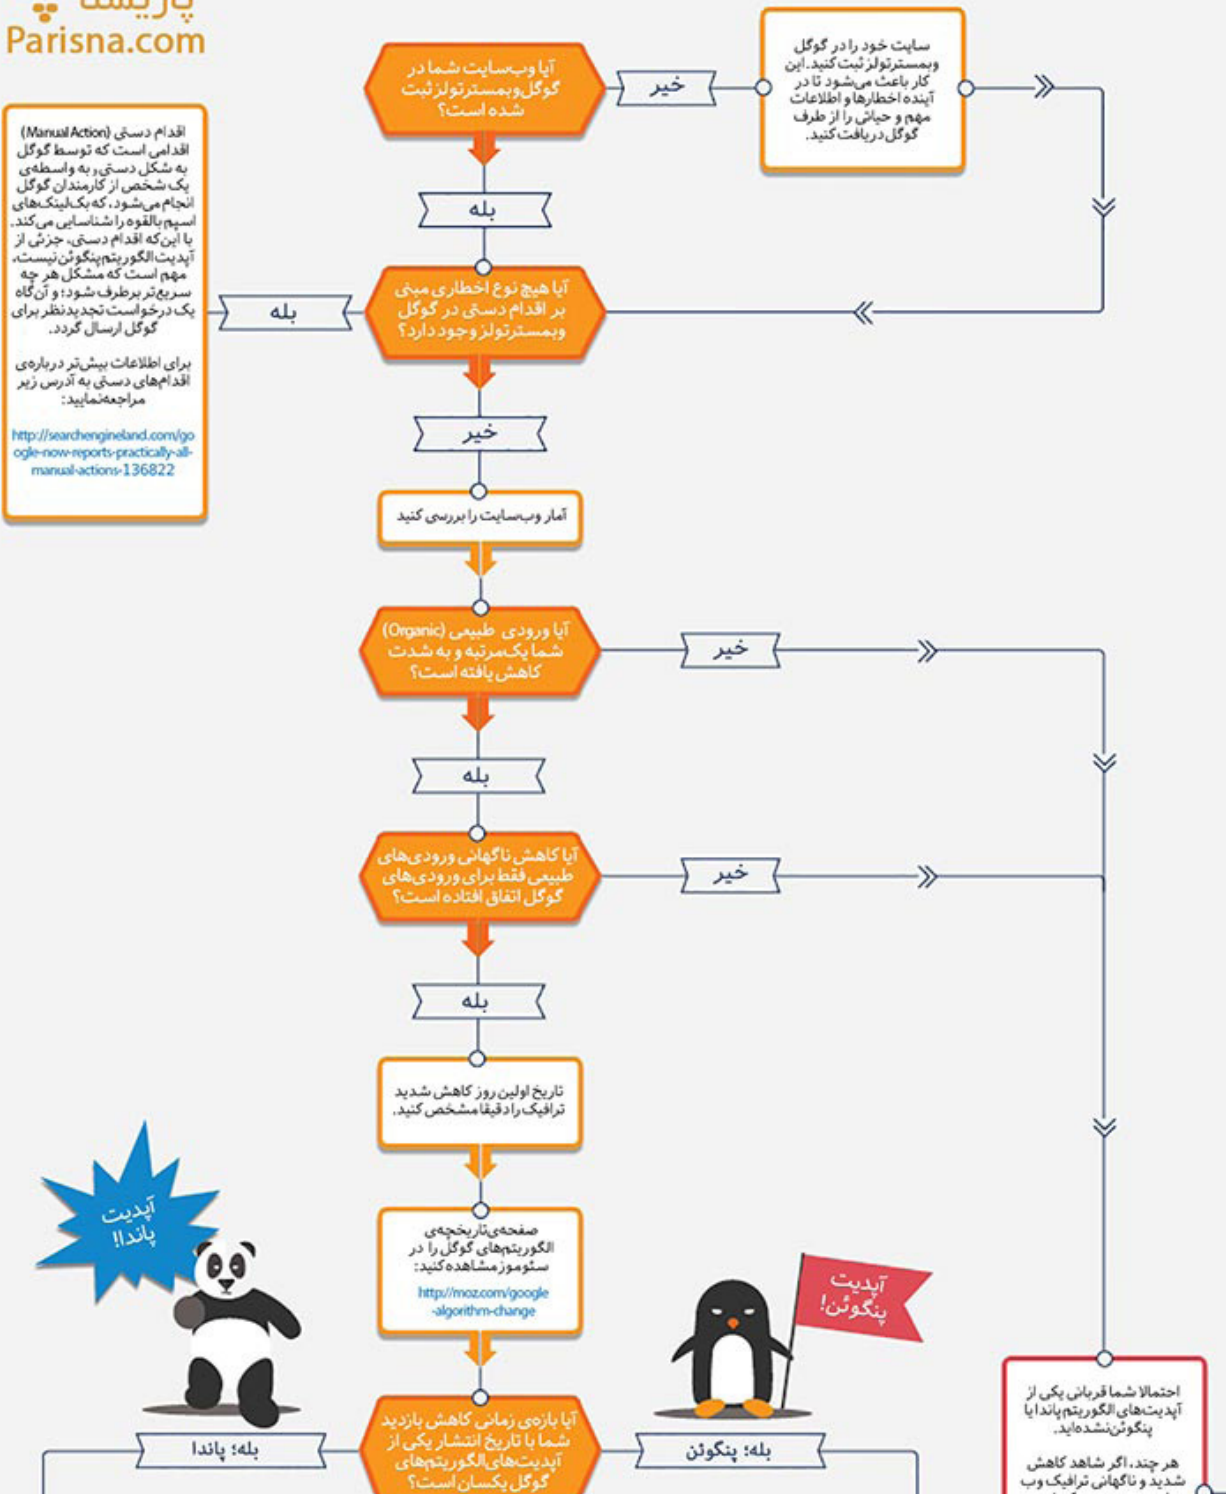 پاریسنا
Parisna.com
آیا وب‌سایت شما در
گوگل‌وبمسترتولز ثبت
شده است؟
خیر
سایت خود را در گوگل
وبمسترتولز ثبت کنید. این
کار باعث می‌شود تا در
آینده اخطارها و اطلاعات
مهم و حیاتی را از طرف
گوگل دریافت کنید.
بله
آیا هیچ نوع اخطاری مبنی
بر اقدام دستی در گوگل
وبمسترتولز وجود دارد؟
بله
اقدام دستی (Manual Action)
اقدامی است که توسط گوگل
به شکل دستی و به واسطه‌ی
یک شخص از کارمندان گوگل
انجام می‌شود، که بک‌لینک‌های
اسپم بالقوه را شناسایی می‌کند.
با این‌که اقدام دستی، جزئی از
آپدیت الگوریتم پنگوئن نیست،
مهم است که مشکل هر چه
سریع‌تر برطرف شود؛ و آن‌گاه
یک درخواست تجدیدنظر برای
گوگل ارسال گردد.
برای اطلاعات بیش‌تر درباره‌ی
اقدام‌های دستی به آدرس زیر
مراجعه‌نمایید:
http://searchengineland.com/go
ogle-now-reports-practically-all-
manual-actions-136822
خیر
آمار وب‌سایت را بررسی کنید
آیا ورودی طبیعی (Organic)
شما یک‌مرتبه و به شدت
کاهش یافته است؟
خیر
بله
آیا کاهش ناگهانی ورودی‌های
طبیعی فقط برای ورودی‌های
گوگل اتفاق افتاده است؟
خیر
بله
تاریخ اولین روز کاهش شدید
ترافیک را دقیقا مشخص کنید.
صفحه‌ی تاریخچه‌ی
الگوریتم‌های گوگل را در
سئوموز مشاهده کنید:
http://moz.com/google
-algorithm-change
آپدیت
پاندا!
آپدیت
پنگوئن!
آیا بازه‌ی زمانی کاهش بازدید
شما با تاریخ انتشار یکی از
آپدیت‌های الگوریتم‌های
گوگل یکسان است؟
بله؛ پنگوئن
بله؛ پاندا
احتمالا شما قربانی یکی از
آپدیت‌های الگوریتم پاندا یا
پنگوئن نشده‌اید.
هر چند، اگر شاهد کاهش
شدید و ناگهانی ترافیک وب